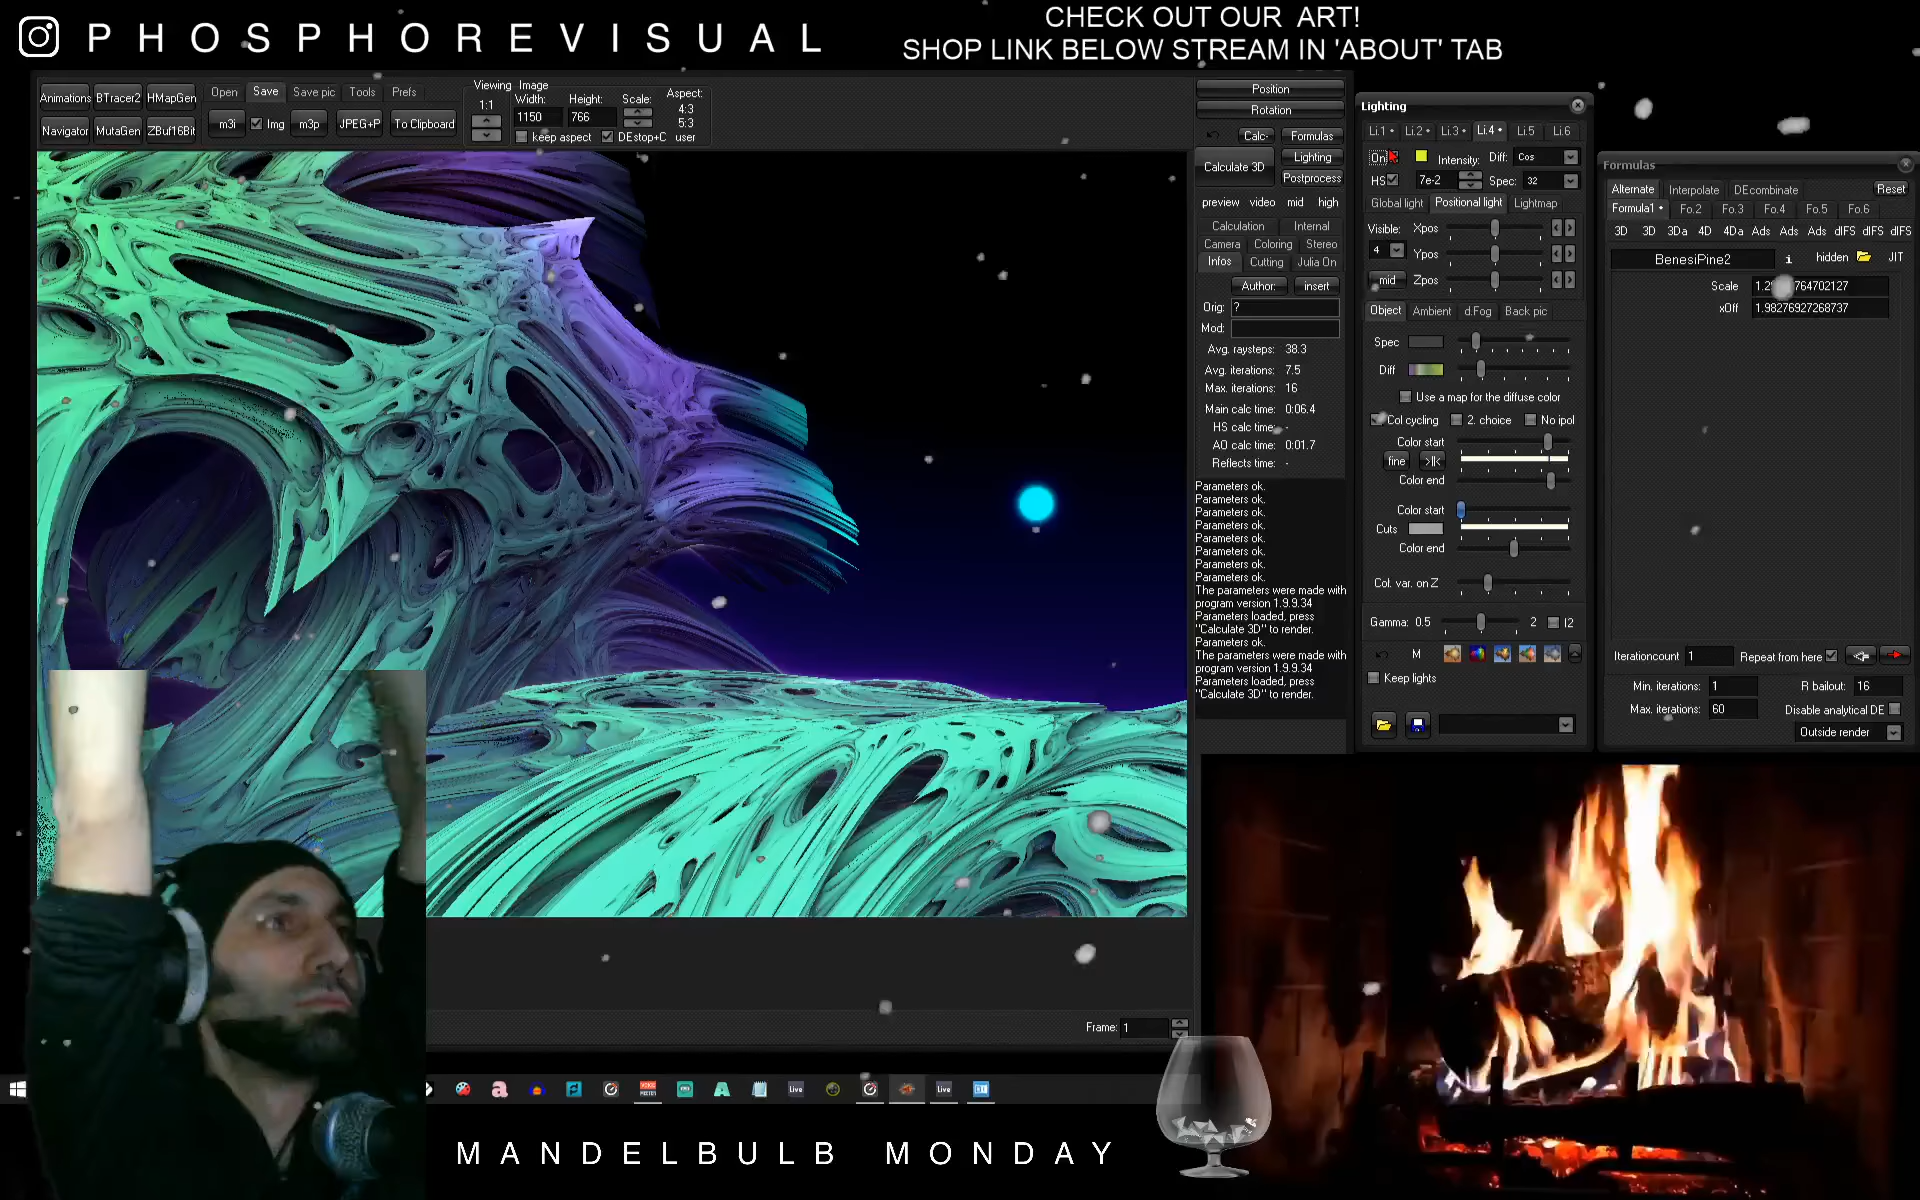 PHOSPHOREVISUAL
CHECK OUT OUR ART!
SHOP LINK BELOW STREAM IN 'ABOUT' TAB
Animations BTracer2 HMapGen
Navigator MutaGen ZBuf16Bit
Open Save Save pic Tools Prefs
m3i Img m3p JPEG+P To Clipboard
Viewing Image
1:1 Width: Height: Scale: Aspect:
1150 766 4:3
5:3
keep aspect DEstop+C user
Position
Rotation
Calc- Formulas
Calculate 3D Lighting
Postprocess
preview video mid high
Calculation Internal
Camera Coloring Stereo
Infos Cutting Julia On
Author: insert
Orig: ?
Mod:
Avg. raysteps: 38.3
Avg. iterations: 7.5
Max. iterations: 16
Main calc time: 0:06.4
HS calc time: -
AO calc time: 0:01.7
Reflects time: -
Parameters ok.
Parameters ok.
Parameters ok.
Parameters ok.
Parameters ok.
Parameters ok.
Parameters ok.
Parameters ok.
The parameters were made with
program version 1.9.9.34
Parameters loaded, press
"Calculate 3D" to render.
Parameters ok.
The parameters were made with
program version 1.9.9.34
Parameters loaded, press
"Calculate 3D" to render.
Lighting
Li.1 Li.2 Li.3 Li.4 Li.5 Li.6
On Intensity: Diff: Cos
HS 7e-2 Spec: 32
Global light Positional light Lightmap
Visible: Xpos
4 Ypos
mid Zpos
Object Ambient d.Fog Back pic
Spec
Diff
Use a map for the diffuse color
Col cycling 2. choice No ipol
Color start
fine >||<
Color end
Color start
Cuts
Color end
Col. var. on Z
Gamma: 0.5 2 I2
M
Keep lights
Formulas
Alternate Interpolate DEcombinate Reset
Formula1 Fo.2 Fo.3 Fo.4 Fo.5 Fo.6
3D 3D 3Da 4D 4Da Ads Ads Ads dIFS dIFS dIFS
BenesiPine2 i hidden JIT
Scale
xOff 1.98276927268737
Iterationcount 1 Repeat from here
Min. iterations: 1 R bailout: 16
Max. iterations: 60 Disable analytical DE
Outside render
Frame: 1
a Live Live
MANDELBULB MONDAY